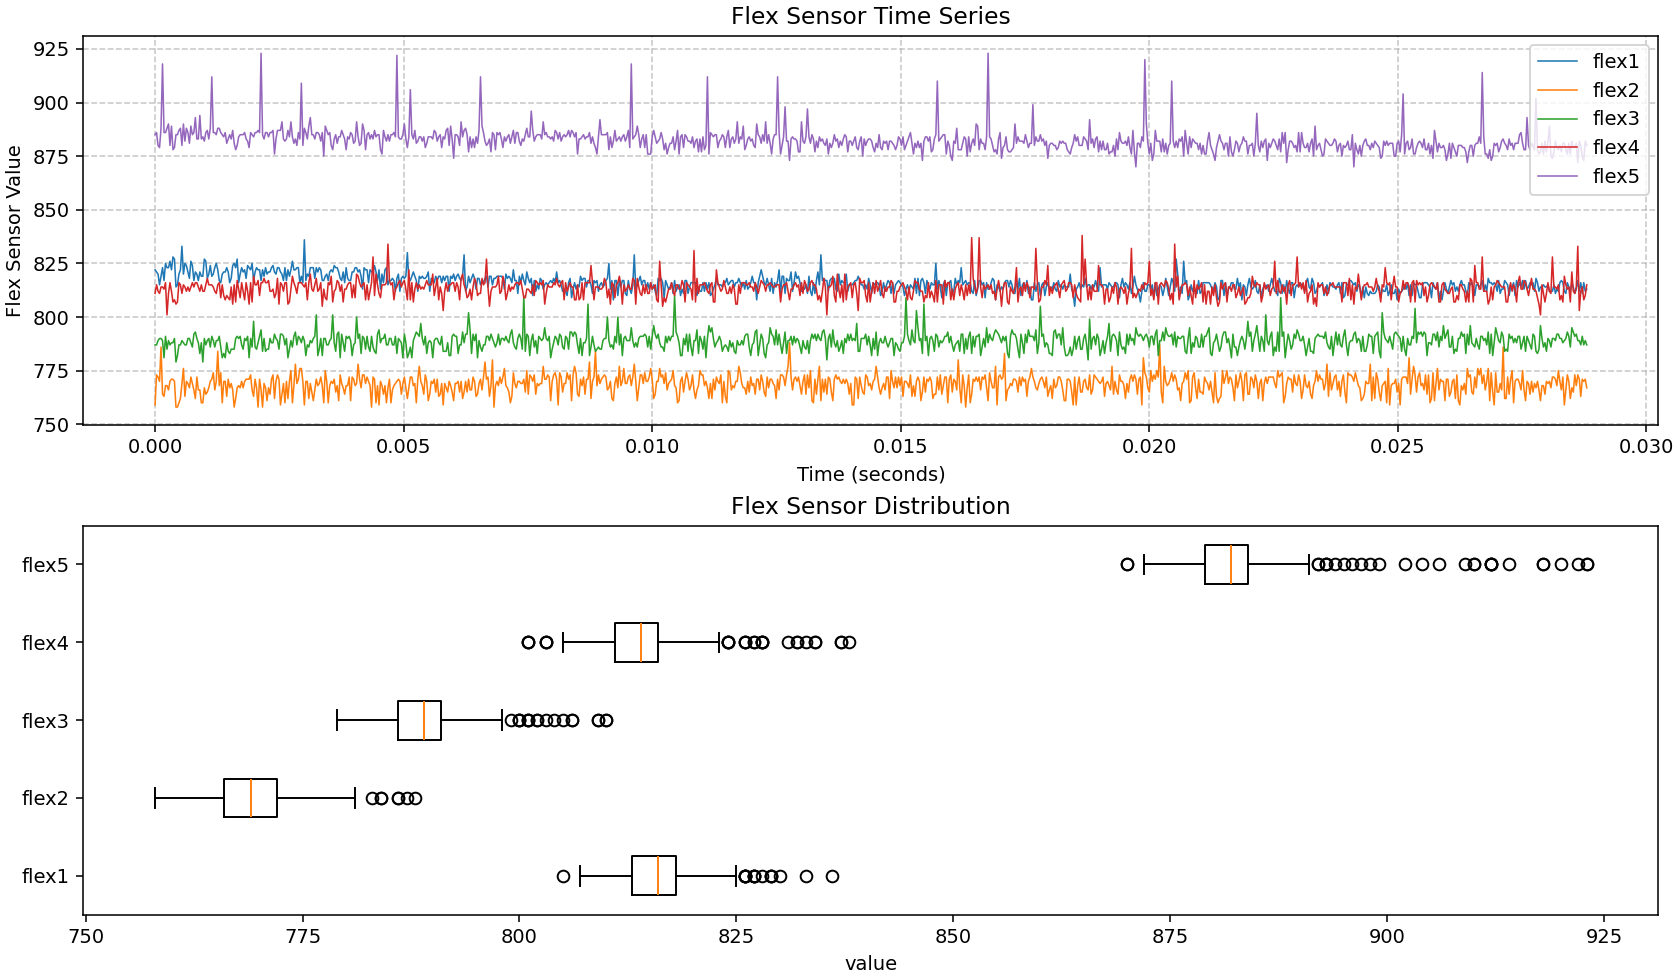 Flex Sensor Time Series
Flex Sensor Value
925
900
875
850
825
800
775
750
flex1
flex2
flex3
flex4
flex5
0.000 0.005 0.010 0.015 0.020 0.025 0.030
Time (seconds)
Flex Sensor Distribution
flex5
flex4
flex3
flex2
flex1
750 775 800 825 850 875 900 925
value